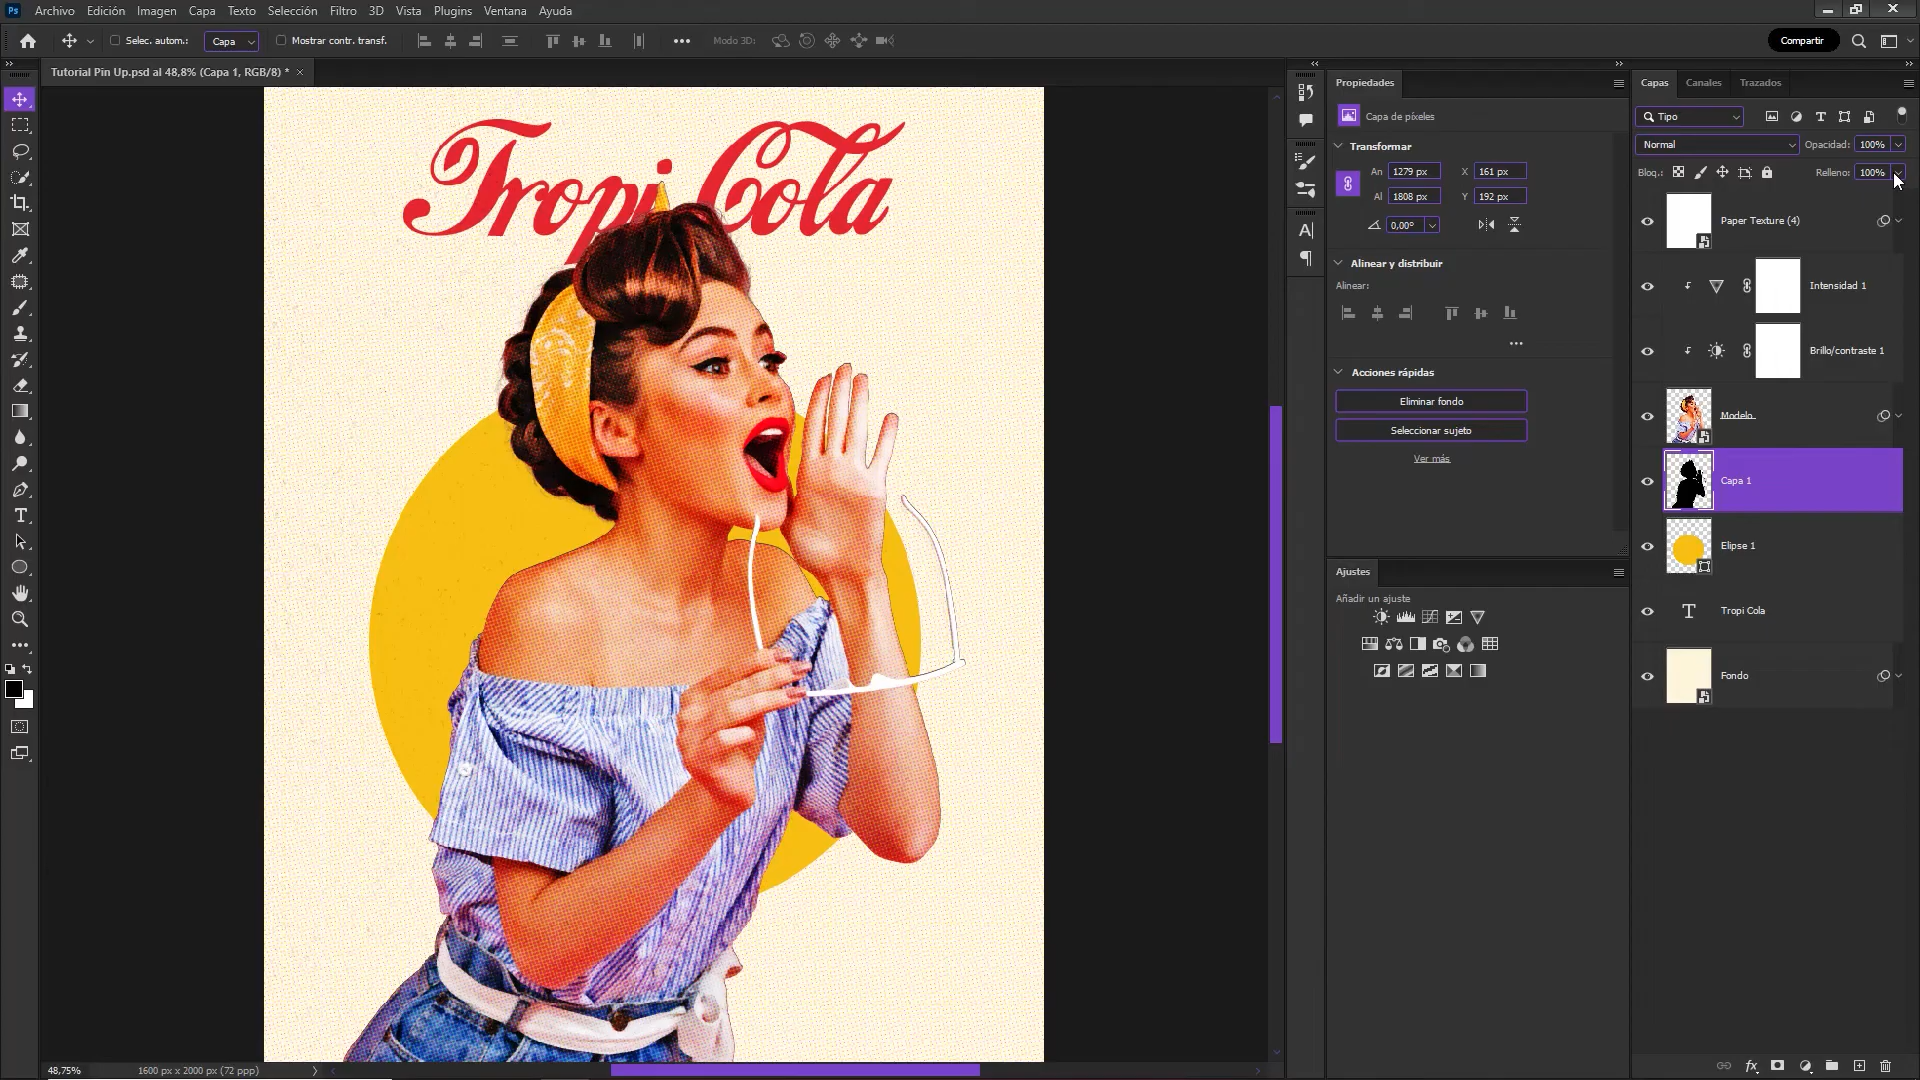 Ps Archivo Edición Imagen Capa Texto Selección Filtro 3D Vista Plugins Ventana Ayuda
Selec. autom.: Capa Mostrar contr. transf. Modo 3D: Compartir
Tutorial Pin Up.psd al 48,8% (Capa 1, RGB/8) * ×
Tropi Cola
48,75% 1600 px x 2000 px (72 ppp)
Propiedades
Capa de píxeles
Transformar
An 1279 px X 161 px
Al 1808 px Y 192 px
0,00°
Alinear y distribuir
Alinear:
Acciones rápidas
Eliminar fondo
Seleccionar sujeto
Ver más
Ajustes
Añadir un ajuste
Capas Canales Trazados
Tipo
Normal Opacidad: 100%
Bloq.: Relleno: 100%
Paper Texture (4)
Intensidad 1
Brillo/contraste 1
Modelo
Capa 1
Elipse 1
Tropi Cola
Fondo
fx